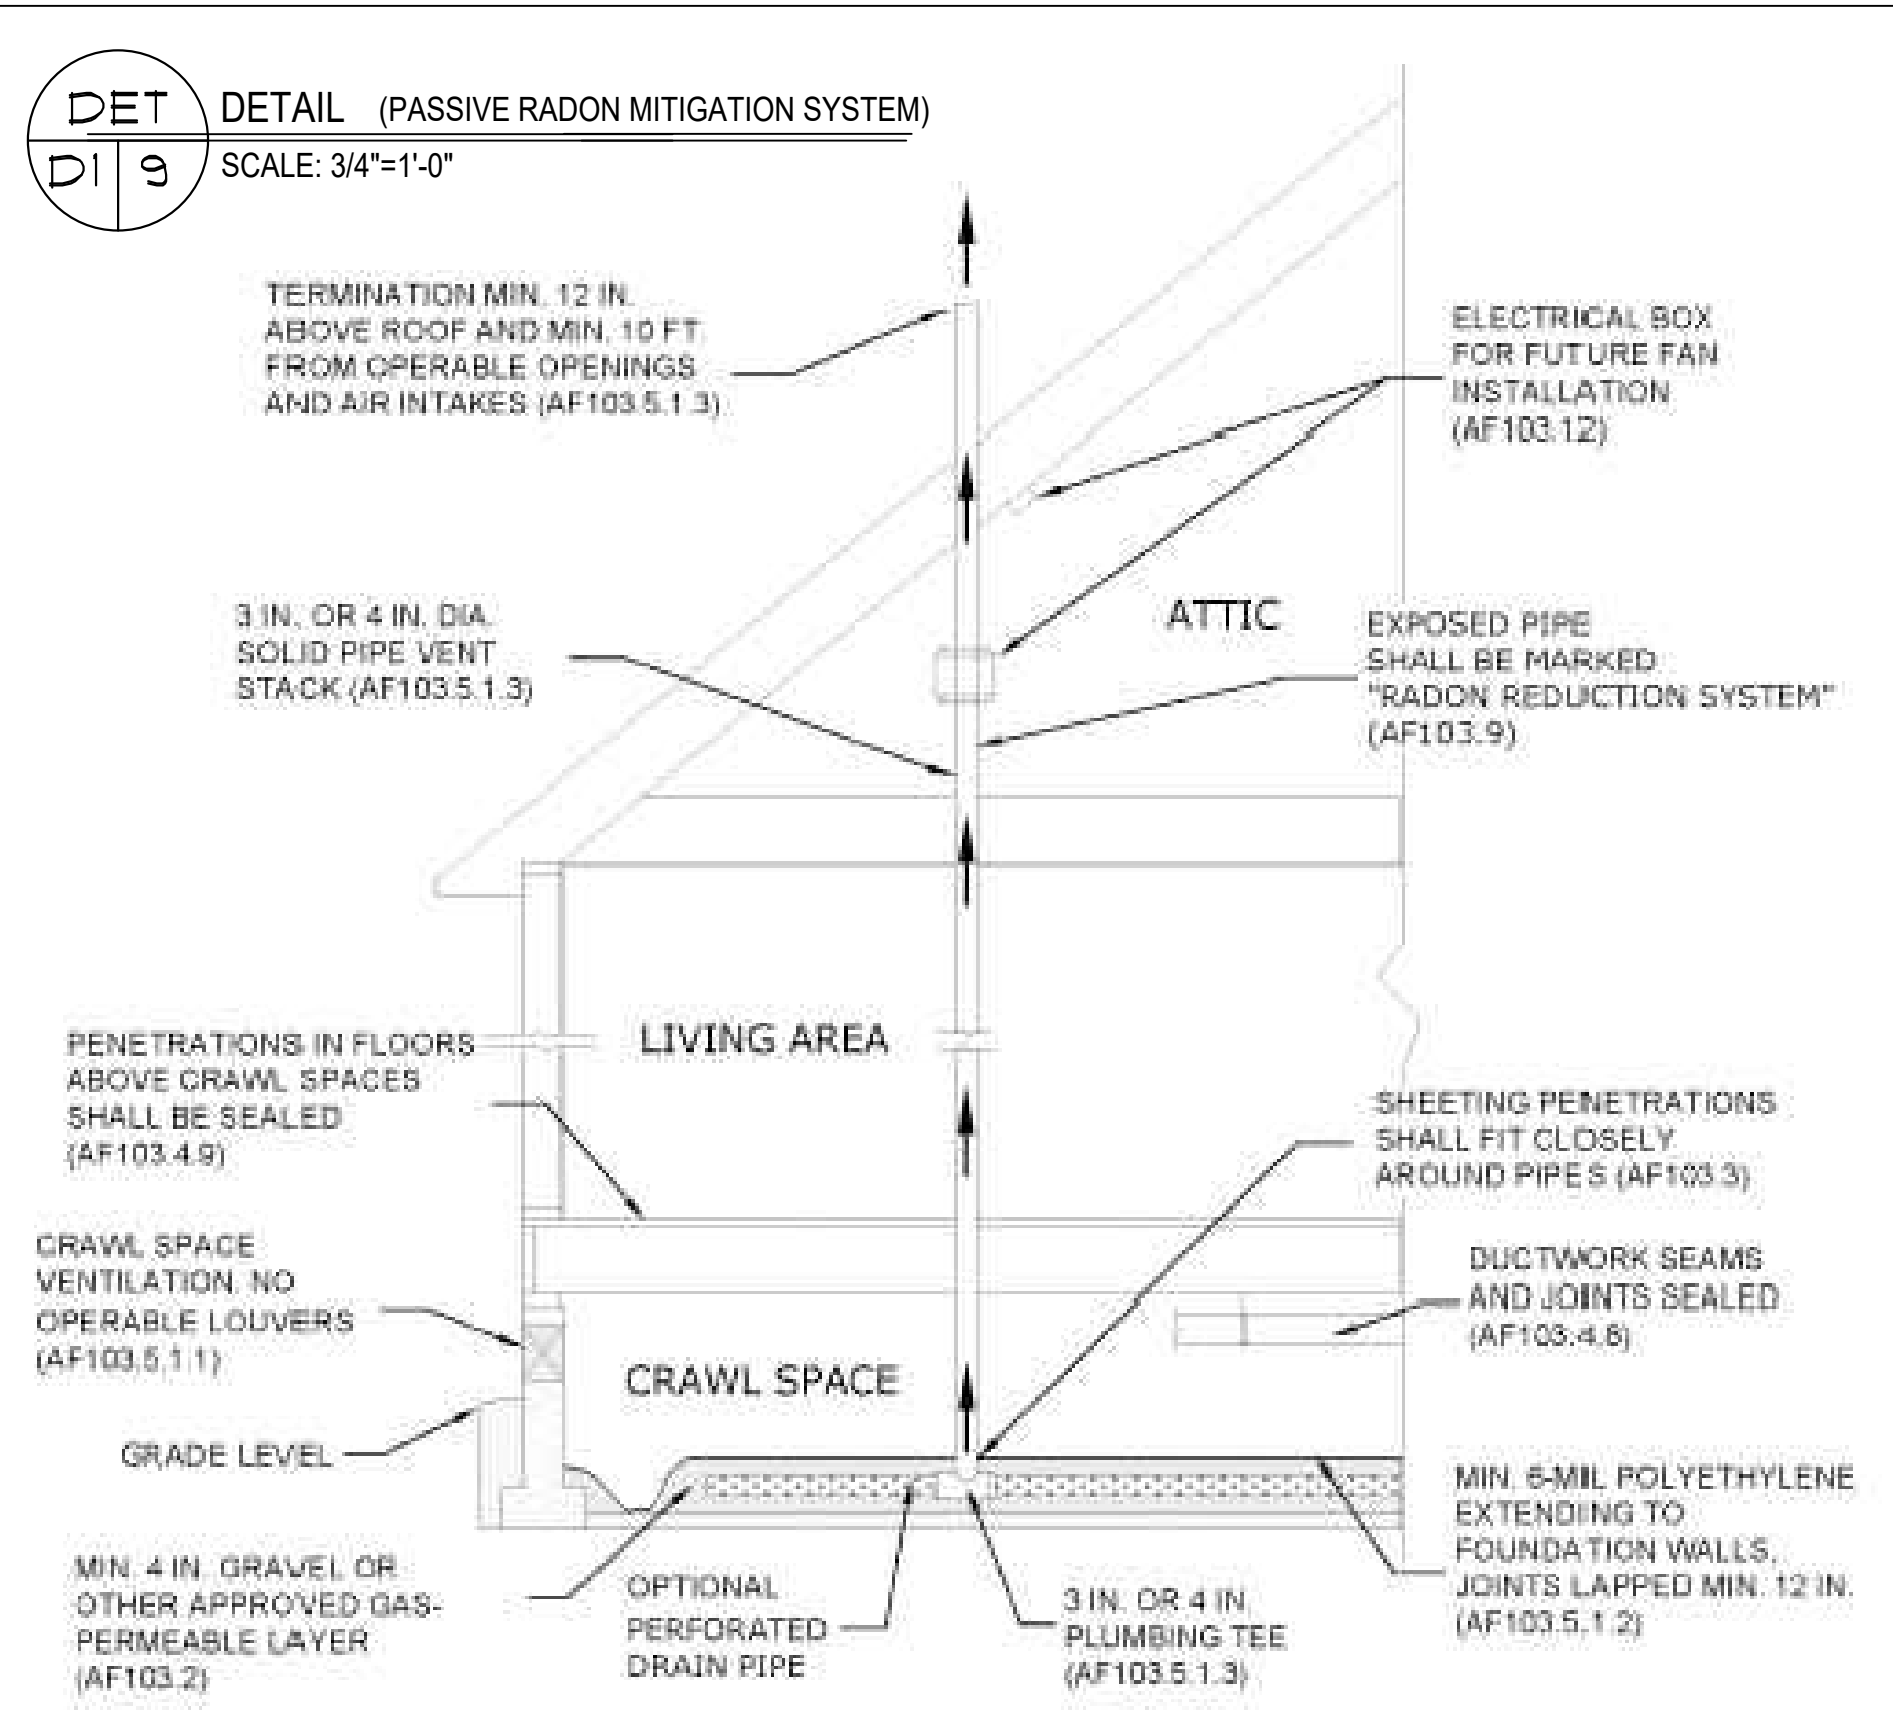 DET
D1 9
DETAIL (PASSIVE RADON MITIGATION SYSTEM)
SCALE: 3/4"=1'-0"
TERMINATION MIN. 12 IN.
ABOVE ROOF AND MIN. 10 FT.
FROM OPERABLE OPENINGS
AND AIR INTAKES (AF103.5.1.3)
ELECTRICAL BOX
FOR FUTURE FAN
INSTALLATION
(AF103.12)
3 IN. OR 4 IN. DIA.
SOLID PIPE VENT
STACK (AF103.5.1.3)
ATTIC
EXPOSED PIPE
SHALL BE MARKED
"RADON REDUCTION SYSTEM"
(AF103.9)
LIVING AREA
PENETRATIONS IN FLOORS
ABOVE CRAWL SPACES
SHALL BE SEALED
(AF103.4.9)
SHEETING PENETRATIONS
SHALL FIT CLOSELY
AROUND PIPES (AF103.3)
CRAWL SPACE
VENTILATION, NO
OPERABLE LOUVERS
(AF103.5.1.1)
DUCTWORK SEAMS
AND JOINTS SEALED
(AF103.4.8)
CRAWL SPACE
GRADE LEVEL
MIN. 4 IN. GRAVEL OR
OTHER APPROVED GAS-
PERMEABLE LAYER
(AF103.2)
OPTIONAL
PERFORATED
DRAIN PIPE
3 IN. OR 4 IN.
PLUMBING TEE
(AF103.5.1.3)
MIN. 6-MIL POLYETHYLENE
EXTENDING TO
FOUNDATION WALLS,
JOINTS LAPPED MIN. 12 IN.
(AF103.5.1.2)